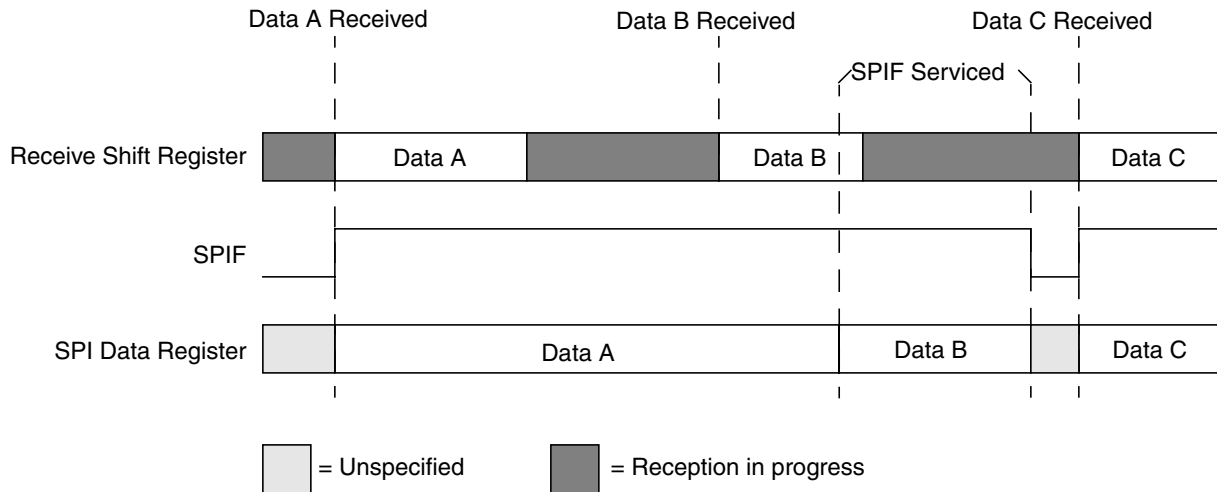 Data A Received
Data B Received
Data C Received
SPIF Serviced
Receive Shift Register
Data A
Data B
Data C
SPIF
SPI Data Register
Data A
Data B
Data C
= Unspecified
= Reception in progress